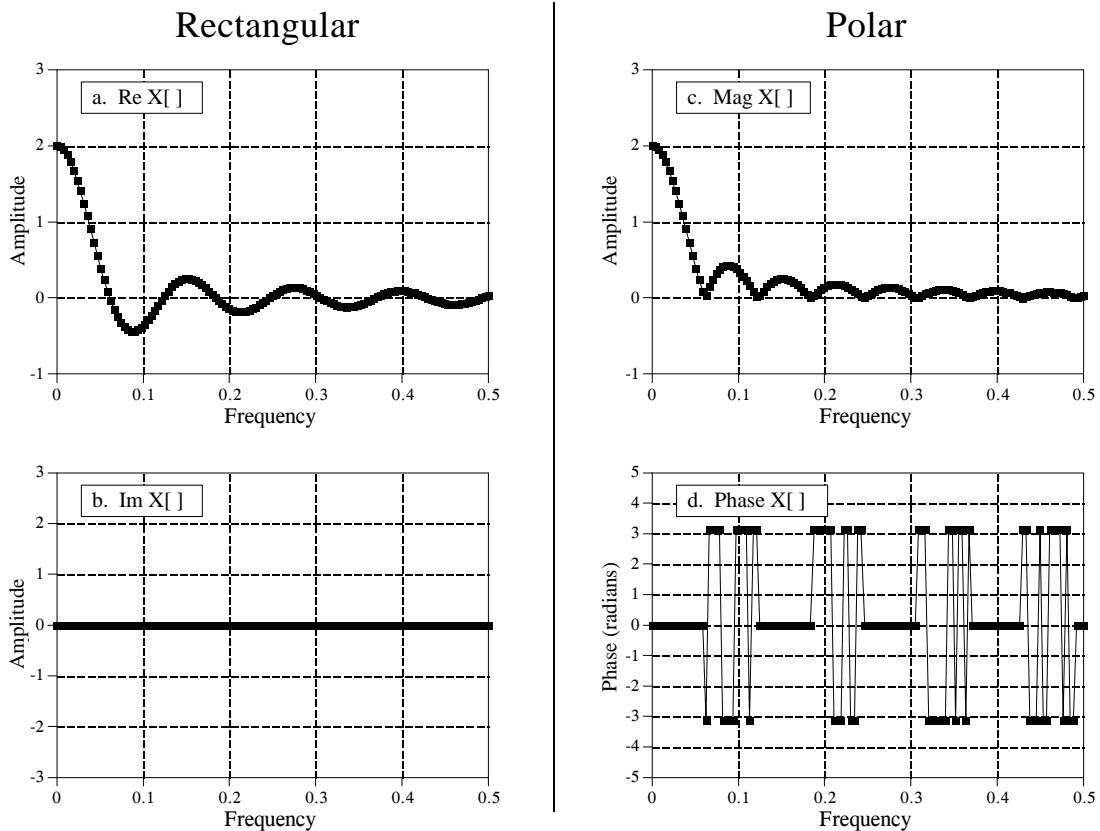 Rectangular
3
a. Re X[ ]
2
1
0
-1
Amplitude
0 0.1 0.2 0.3 0.4 0.5
Frequency
3
b. Im X[ ]
2
1
0
-1
-2
-3
Amplitude
0 0.1 0.2 0.3 0.4 0.5
Frequency
Polar
3
c. Mag X[ ]
2
1
0
-1
Amplitude
0 0.1 0.2 0.3 0.4 0.5
Frequency
5
d. Phase X[ ]
4
3
2
1
0
-1
-2
-3
-4
-5
Phase (radians)
0 0.1 0.2 0.3 0.4 0.5
Frequency